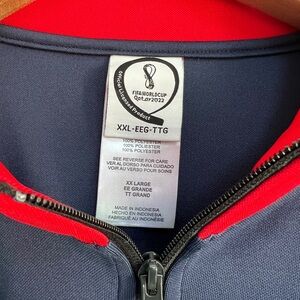 FIFA WORLD CUP
Qatar2022
Official Licensed Product
XXL-EEG-TTG
100% POLYESTER
100% POLYESTER
100% POLYESTER
SEE REVERSE FOR CARE
VER AL DORSO PARA CUIDADO
VOIR AU VERSO POUR SOINS
XX LARGE
EE GRANDE
TT GRAND
MADE IN INDONESIA
HECHO EN INDONESIA
FABRIQUÉ EN INDONÉSIE